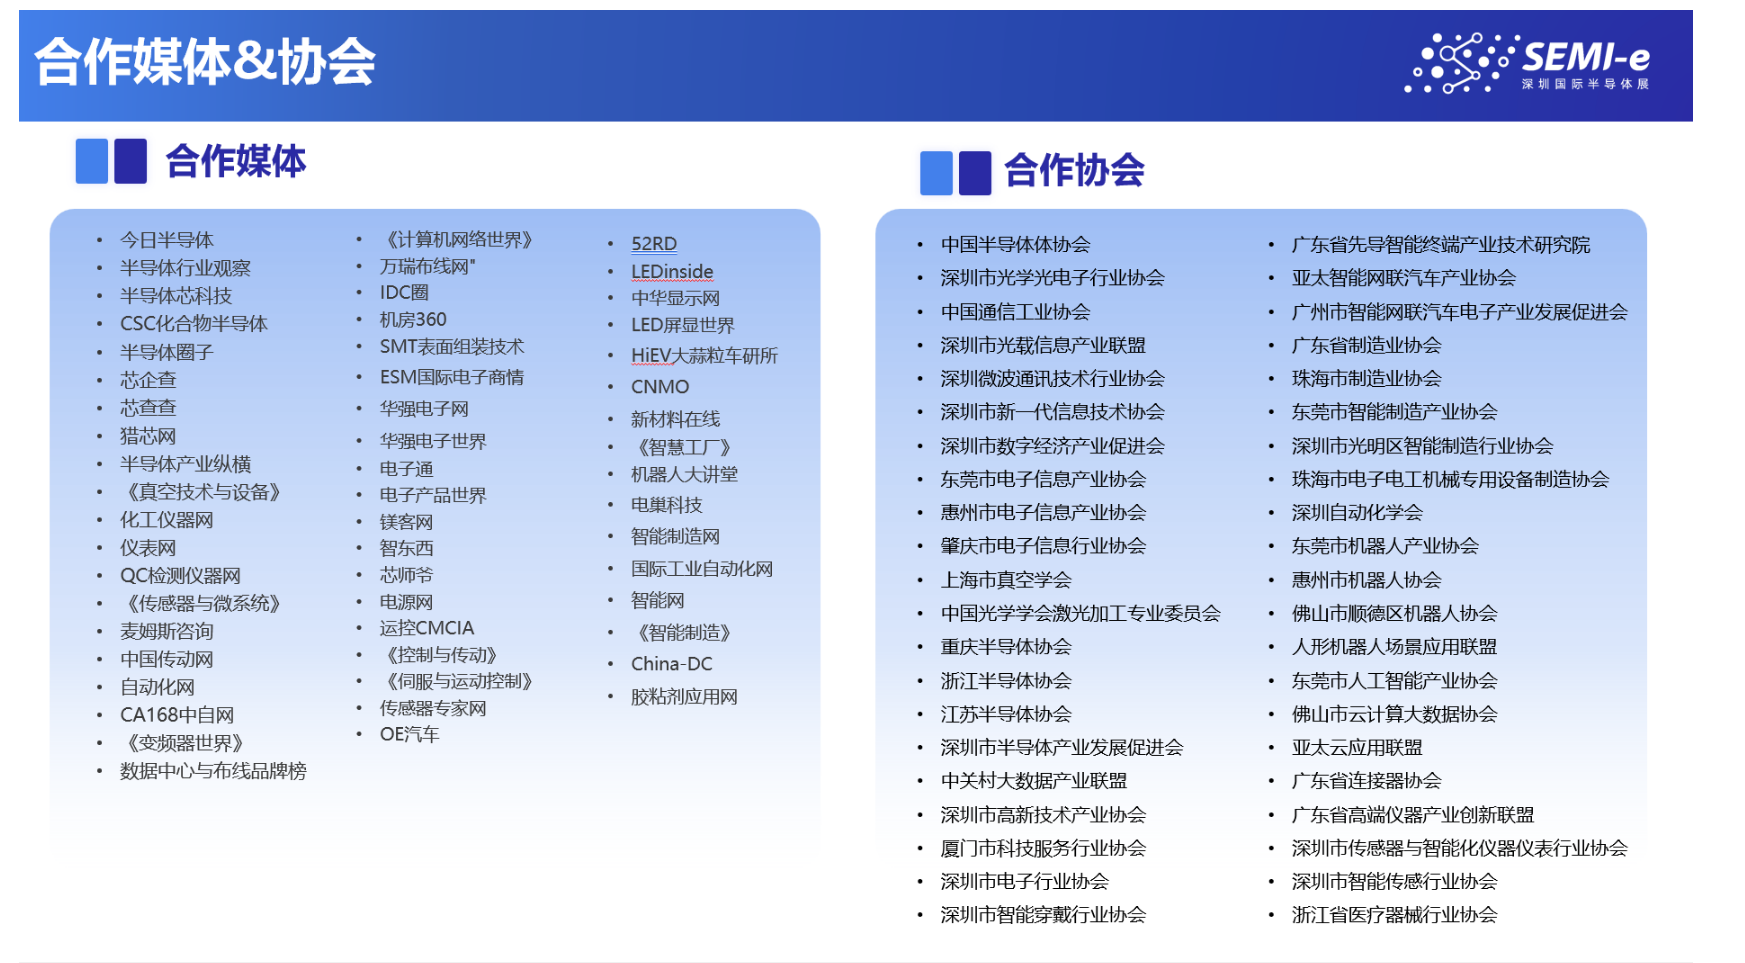 合作媒体&协会
SEMI-e
深圳国际半导体展
合作媒体
• 今日半导体
• 半导体行业观察
• 半导体芯科技
• CSC化合物半导体
• 半导体圈子
• 芯企查
• 芯查查
• 猎芯网
• 半导体产业纵横
• 《真空技术与设备》
• 化工仪器网
• 仪表网
• QC检测仪器网
• 《传感器与微系统》
• 麦姆斯咨询
• 中国传动网
• 自动化网
• CA168中自网
• 《变频器世界》
• 数据中心与布线品牌榜
• 《计算机网络世界》
• 万瑞布线网"
• IDC圈
• 机房360
• SMT表面组装技术
• ESM国际电子商情
• 华强电子网
• 华强电子世界
• 电子通
• 电子产品世界
• 镁客网
• 智东西
• 芯师爷
• 电源网
• 运控CMCIA
• 《控制与传动》
• 《伺服与运动控制》
• 传感器专家网
• OE汽车
• 52RD
• LEDinside
• 中华显示网
• LED屏显世界
• HiEV大蒜粒车研所
• CNMO
• 新材料在线
• 《智慧工厂》
• 机器人大讲堂
• 电巢科技
• 智能制造网
• 国际工业自动化网
• 智能网
• 《智能制造》
• China-DC
• 胶粘剂应用网
合作协会
• 中国半导体体协会
• 深圳市光学光电子行业协会
• 中国通信工业协会
• 深圳市光载信息产业联盟
• 深圳微波通讯技术行业协会
• 深圳市新一代信息技术协会
• 深圳市数字经济产业促进会
• 东莞市电子信息产业协会
• 惠州市电子信息产业协会
• 肇庆市电子信息行业协会
• 上海市真空学会
• 中国光学学会激光加工专业委员会
• 重庆半导体协会
• 浙江半导体协会
• 江苏半导体协会
• 深圳市半导体产业发展促进会
• 中关村大数据产业联盟
• 深圳市高新技术产业协会
• 厦门市科技服务行业协会
• 深圳市电子行业协会
• 深圳市智能穿戴行业协会
• 广东省先导智能终端产业技术研究院
• 亚太智能网联汽车产业协会
• 广州市智能网联汽车电子产业发展促进会
• 广东省制造业协会
• 珠海市制造业协会
• 东莞市智能制造产业协会
• 深圳市光明区智能制造行业协会
• 珠海市电子电工机械专用设备制造协会
• 深圳自动化学会
• 东莞市机器人产业协会
• 惠州市机器人协会
• 佛山市顺德区机器人协会
• 人形机器人场景应用联盟
• 东莞市人工智能产业协会
• 佛山市云计算大数据协会
• 亚太云应用联盟
• 广东省连接器协会
• 广东省高端仪器产业创新联盟
• 深圳市传感器与智能化仪器仪表行业协会
• 深圳市智能传感行业协会
• 浙江省医疗器械行业协会